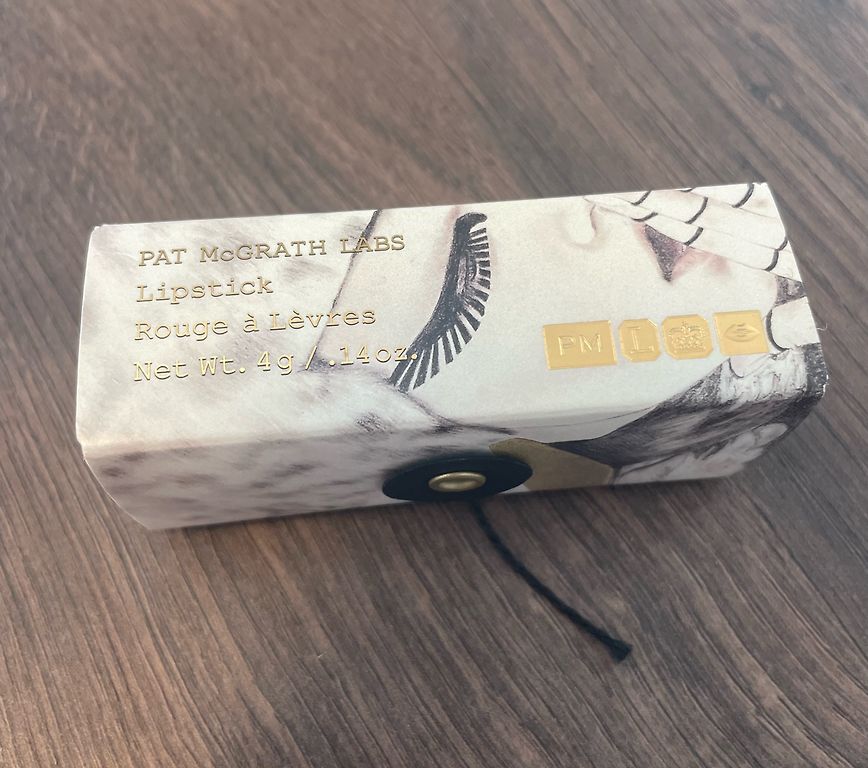 PAT McGRATH LABS
Lipstick
Rouge à Lèvres
Net Wt. 4g / .14oz.
PM L